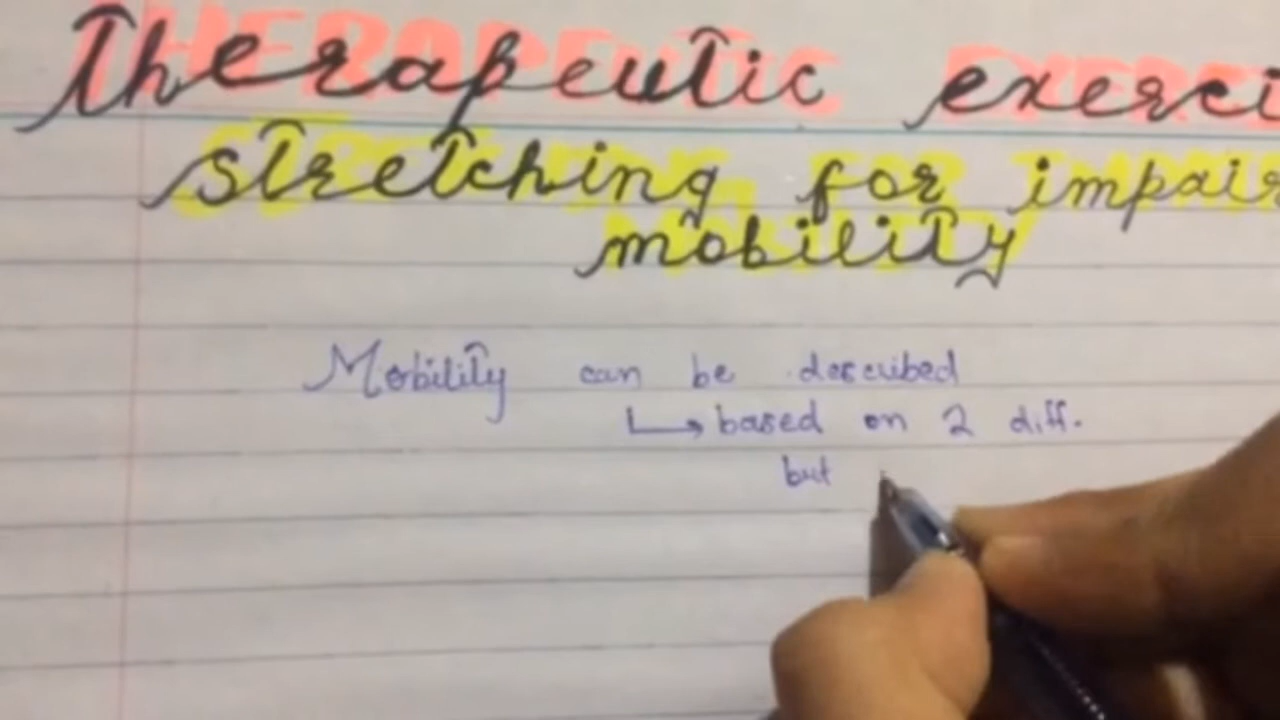 Therapeutic exerci
stretching for impair
mobility
Mobility can be described
↳ based on 2 diff.
but